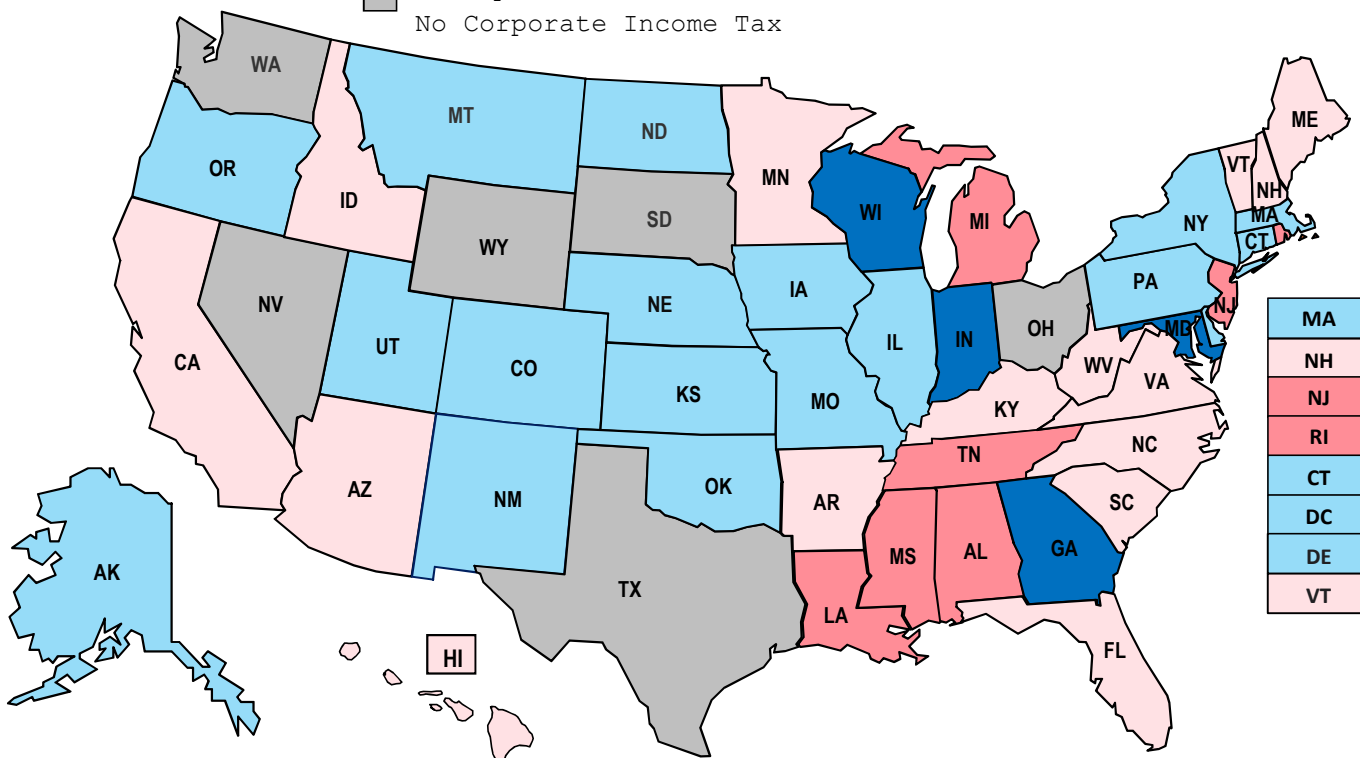 No Corporate Income Tax
WA
MT
ND
MN
ME
OR
ID
SD
WI
MI
VT
NH
WY
NY
MA
CT
NV
NE
IA
PA
UT
CO
IL
IN
OH
NJ
MD
CA
KS
MO
WV
VA
KY
AZ
NM
OK
AR
TN
NC
SC
TX
MS
AL
GA
LA
AK
HI
FL
MA
NH
NJ
RI
CT
DC
DE
VT